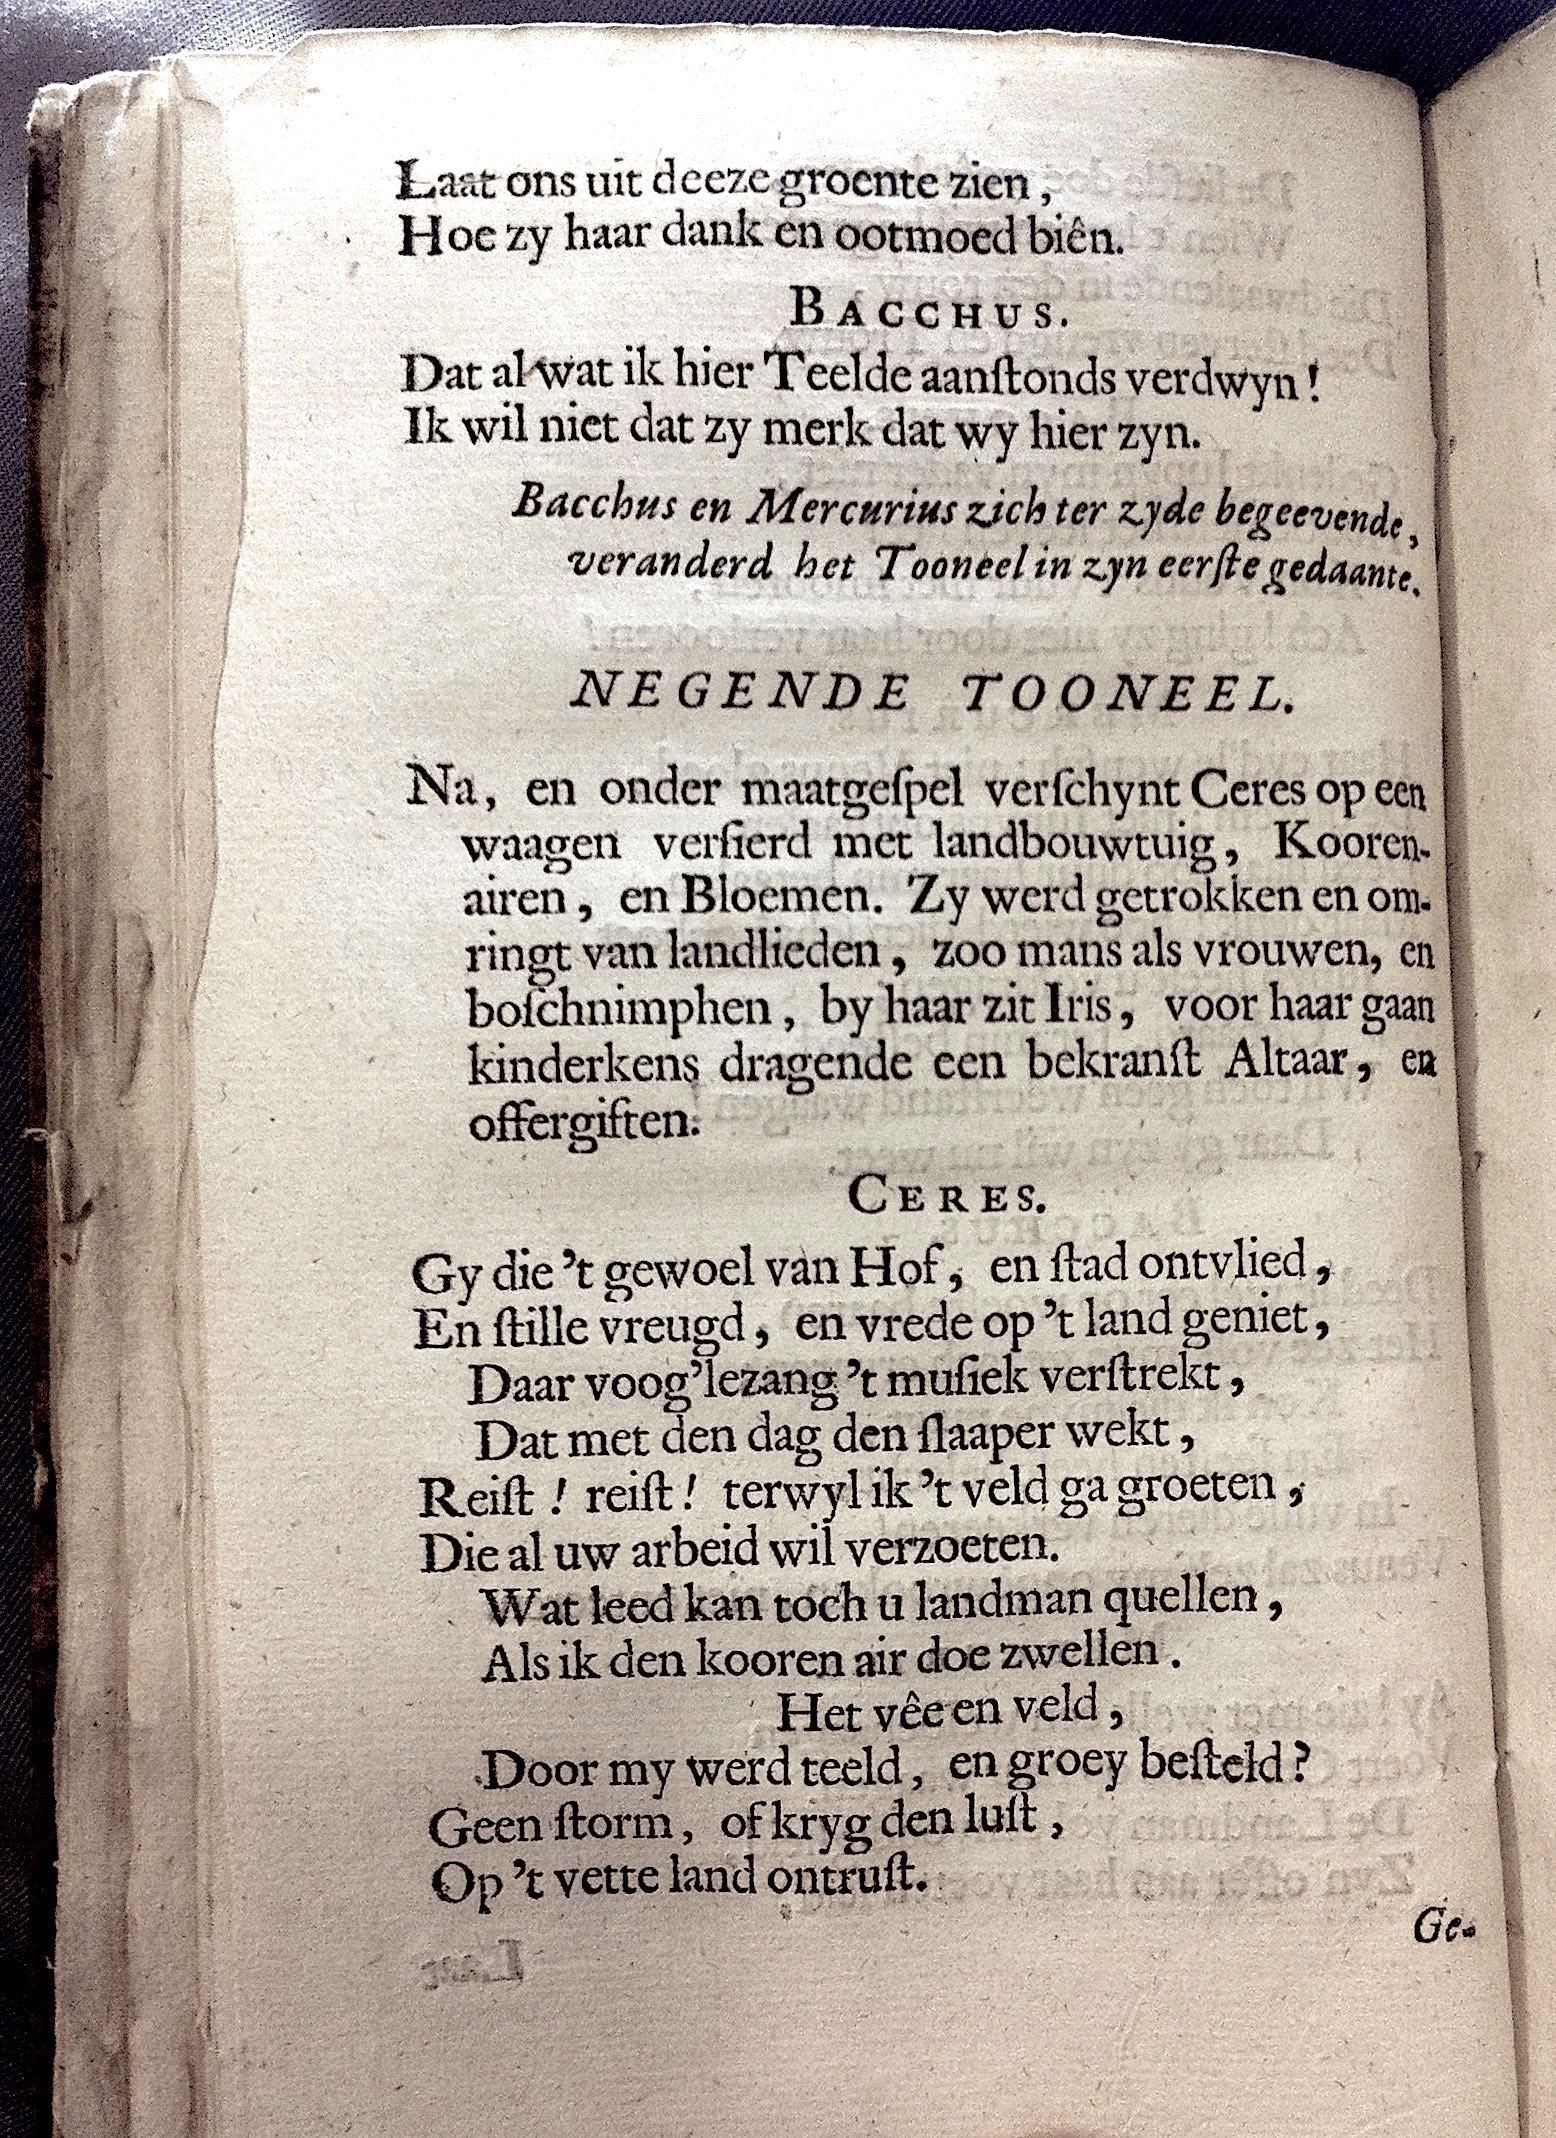 Laat ons uit deeze groente zien,
Hoe zy haar dank en ootmoed biên.
BACCHUS.
Dat al wat ik hier Teelde aanſtonds verdwyn!
Ik wil niet dat zy merk dat wy hier zyn.
Bacchus en Mercurius zich ter zyde begeevende,
veranderd het Tooneel in zyn eerſte gedaante.
NEGENDE TOONEEL.
Na, en onder maatgeſpel verſchynt Ceres op een
waagen verſierd met landbouwtuig, Kooren-
airen, en Bloemen. Zy werd getrokken en om-
ringt van landlieden, zoo mans als vrouwen, en
boſchnimphen, by haar zit Iris, voor haar gaan
kinderkens dragende een bekranſt Altaar, en
offergiften.
CERES.
Gy die 't gewoel van Hof, en ſtad ontvlied,
En ſtille vreugd, en vrede op 't land geniet,
Daar voog'lezang 't muſiek verſtrekt,
Dat met den dag den ſlaaper wekt,
Reiſt! reiſt! terwyl ik 't veld ga groeten,
Die al uw arbeid wil verzoeten.
Wat leed kan toch u landman quellen,
Als ik den kooren air doe zwellen.
Het vêe en veld,
Door my werd teeld, en groey beſteld?
Geen ſtorm, of kryg den luſt,
Op 't vette land ontruſt.
Ge-